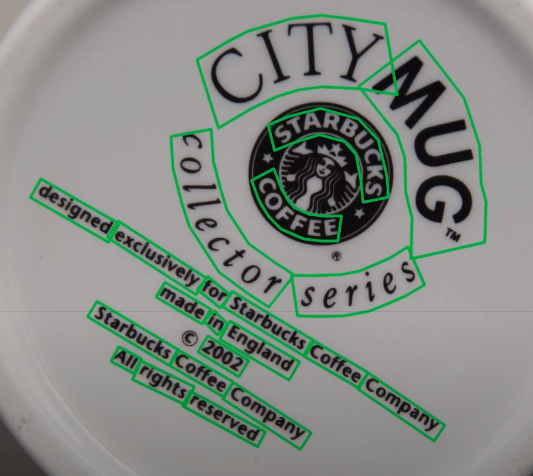 CITY MUG™
STARBUCKS
COFFEE
®
collector series
designed exclusively for Starbucks Coffee Company
made in England
© 2002
Starbucks Coffee Company
All rights reserved